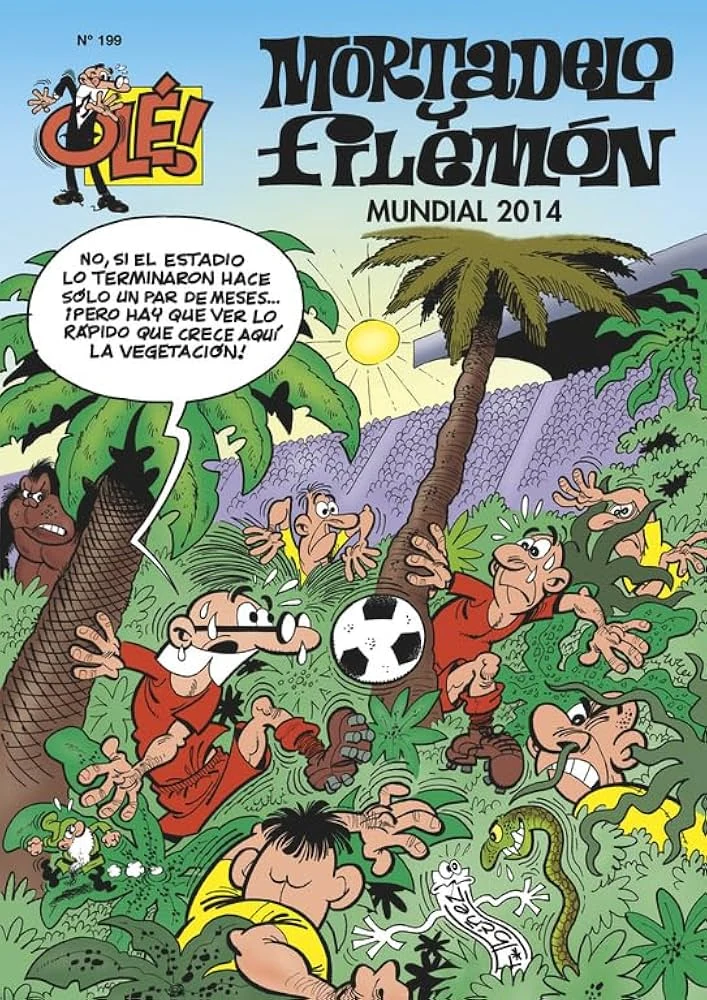 Nº 199
OLÉ!
MORTADELO
Y
FILEMÓN
MUNDIAL 2014
NO, SI EL ESTADIO
LO TERMINARON HACE
SÓLO UN PAR DE MESES...
¡PERO HAY QUE VER LO
RÁPIDO QUE CRECE AQUÍ
LA VEGETACIÓN!